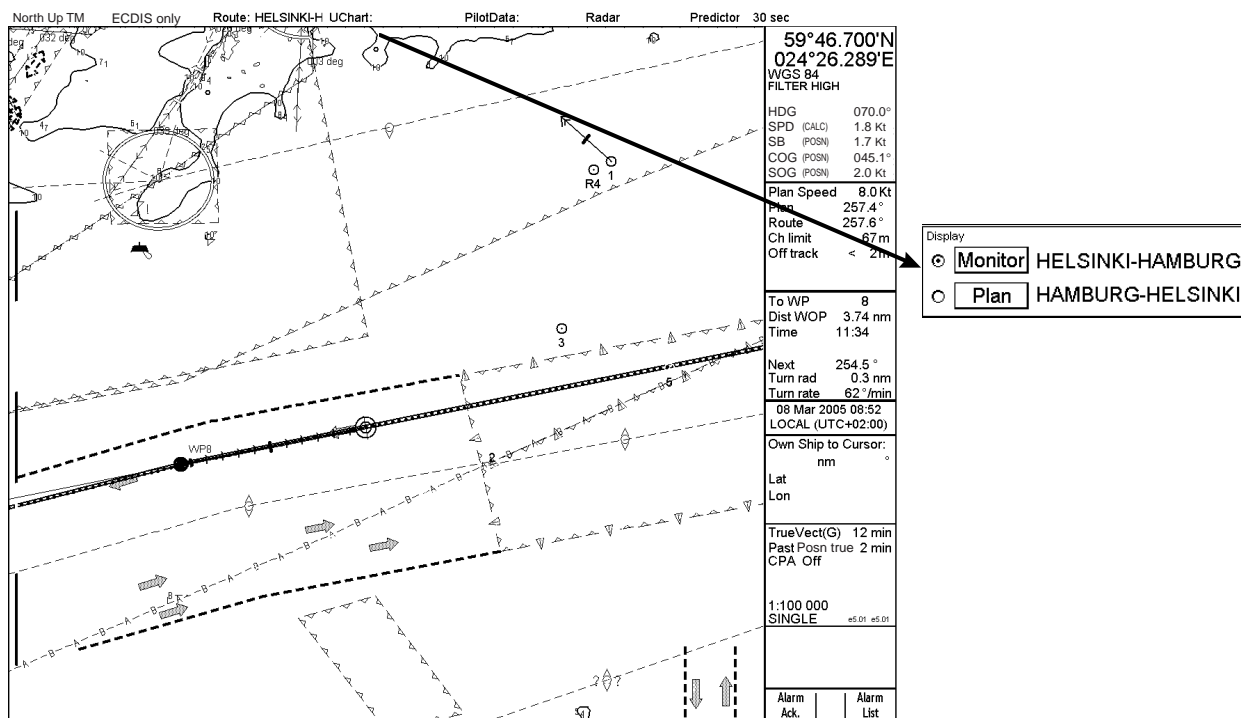 North Up TM ECDIS only Route: HELSINKI-H UChart: PilotData: Radar Predictor 30 sec
59°46.700'N
024°26.289'E
WGS 84
FILTER HIGH
HDG 070.0°
SPD (CALC) 1.8 Kt
SB (POSN) 1.7 Kt
COG (POSN) 045.1°
SOG (POSN) 2.0 Kt
Plan Speed 8.0 Kt
Plan 257.4°
Route 257.6°
Ch limit 67 m
Off track < 2 m
To WP 8
Dist WOP 3.74 nm
Time 11:34
Next 254.5 °
Turn rad 0.3 nm
Turn rate 62°/min
08 Mar 2005 08:52
LOCAL (UTC+02:00)
Own Ship to Cursor:
nm °
Lat
Lon
TrueVect(G) 12 min
Past Posn true 2 min
CPA Off
1:100 000
SINGLE e5.01 e5.01
Alarm Ack.
Alarm List
Display
Monitor HELSINKI-HAMBURG
Plan HAMBURG-HELSINKI
032 deg
003 deg
R4
1
3
5
2
WP8
? ?